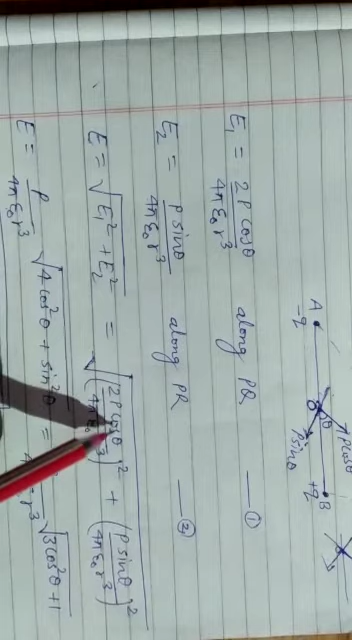 A -q O θ B +q
p cosθ
p sinθ
E₁ = 2P cosθ / 4πε₀r³ along PQ —①
E₂ = P sinθ / 4πε₀r³ along PR —②
E = √(E₁² + E₂²) = √((2P cosθ / 4πε₀r³)² + (P sinθ / 4πε₀r³)²)
E = P / 4πε₀r³ √(4cos²θ + sin²θ) = r³ √(3cos²θ + 1)